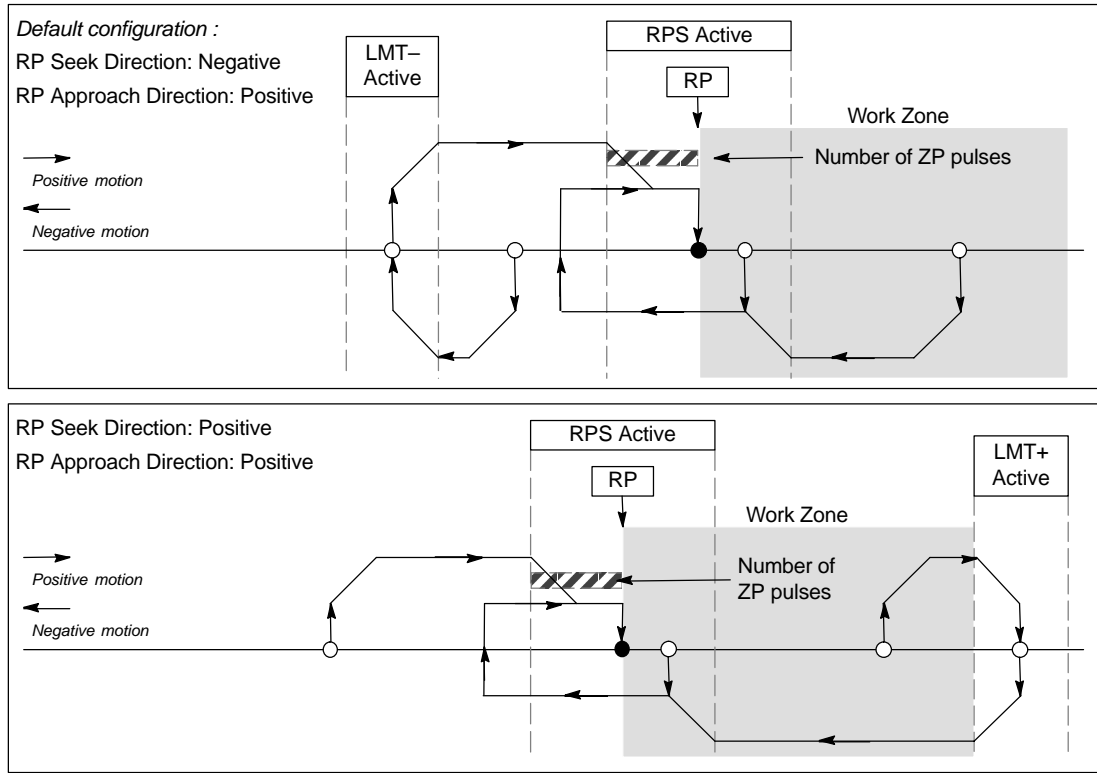 Default configuration :
RP Seek Direction: Negative
RP Approach Direction: Positive
LMT–
Active
RPS Active
RP
Work Zone
Number of ZP pulses
Positive motion
Negative motion
RP Seek Direction: Positive
RP Approach Direction: Positive
RPS Active
LMT+
Active
RP
Work Zone
Number of
ZP pulses
Positive motion
Negative motion